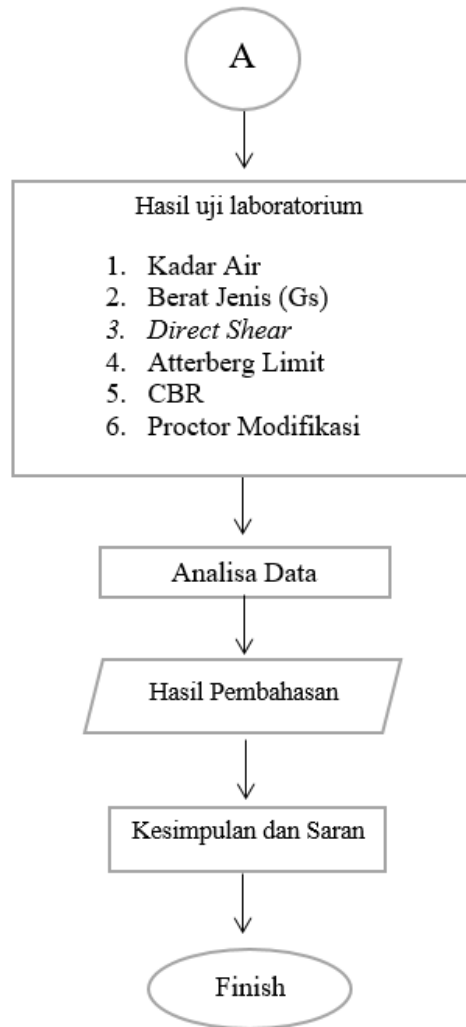 A
Hasil uji laboratorium
1. Kadar Air
2. Berat Jenis (Gs)
3. Direct Shear
4. Atterberg Limit
5. CBR
6. Proctor Modifikasi
Analisa Data
Hasil Pembahasan
Kesimpulan dan Saran
Finish